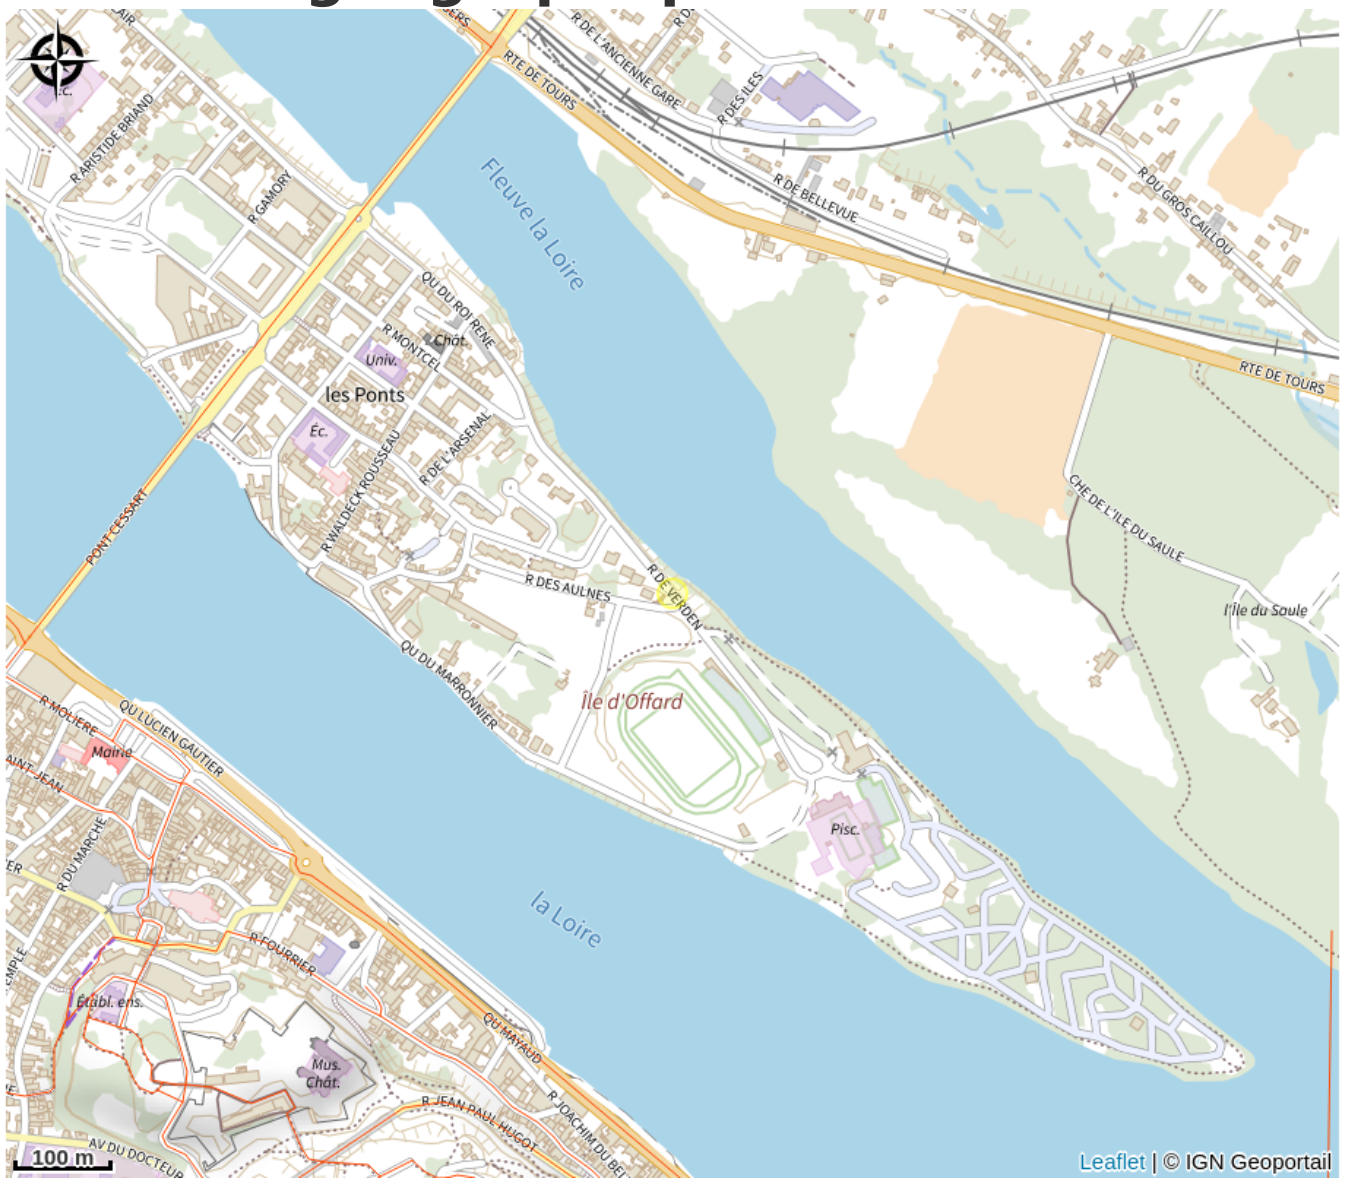 R DE L'ANCIENNE GARE
RTE DE TOURS
R DES ILES
R ARISTIDE BRIAND
R GAMORY
Fleuve la Loire
R DE BELLEVUE
R DU GROS CAILLOU
QU DU ROI RENE
R MONTCEL
Chât.
Univ.
les Ponts
RTE DE TOURS
Éc.
R DE L'ARSENAL
R WALDECK ROUSSEAU
PONT CESSART
CHE DE L'ILE DU SAULE
R DES AULNES
R DE VERDEN
l'Île du Saule
QU DU MARRONNIER
Île d'Offard
R MOLIERE
QU LUCIEN GAUTIER
Mairie
AINT JEAN
R DU MARCHE
Pisc.
ER
la Loire
R FOURRIER
EMPLE
Établ. ens.
QU MAYAUD
Mus.
Chât.
R JEAN PAUL HUGOT
R JOACHIM DU BEL
AV DU DOCTEUR
100 m
Leaflet | © IGN Geoportail